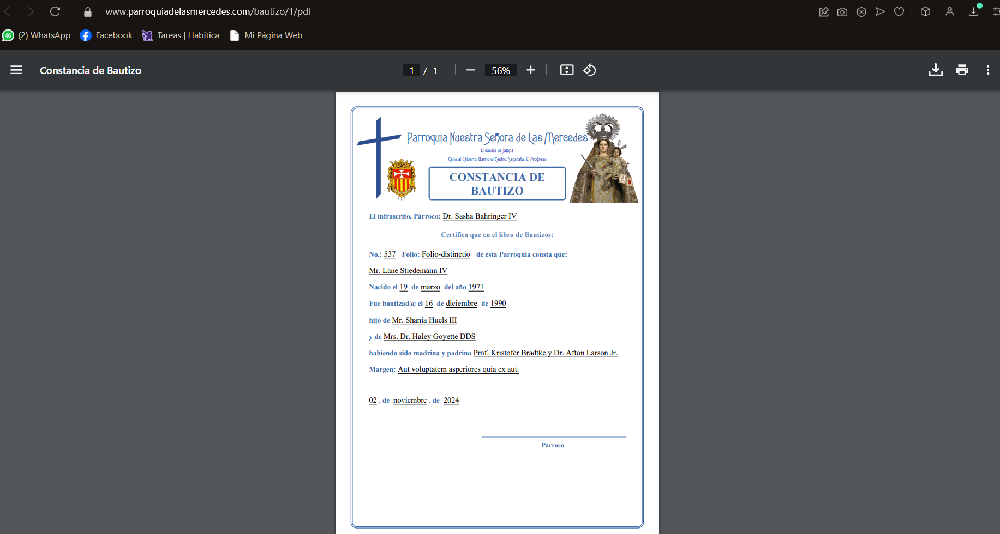 www.parroquiadelasmercedes.com/bautizo/1/pdf
46 (2) WhatsApp Facebook Tareas | Habitica Mi Página Web
Constancia de Bautizo 1 / 1 56%
Parroquia Nuestra Señora de Las Mercedes
Diócesis de Jalapa
Calle al Calvario. Barrio el Centro. Sanarate. El Progreso
CONSTANCIA DE
BAUTIZO
El infrascrito, Párroco: Dr. Sasha Bahringer IV
Certifica que en el libro de Bautizos:
No.: 537 Folio: Folio-distinctio de esta Parroquia consta que:
Mr. Lane Stiedemann IV
Nacido el 19 de marzo del año 1971
Fue bautizad@ el 16 de diciembre de 1990
hijo de Mr. Shania Huels III
y de Mrs. Dr. Haley Goyette DDS
habiendo sido madrina y padrino Prof. Kristofer Bradtke y Dr. Afton Larson Jr.
Margen: Aut voluptatem asperiores quia ex aut.
02 . de noviembre . de 2024
Parroco